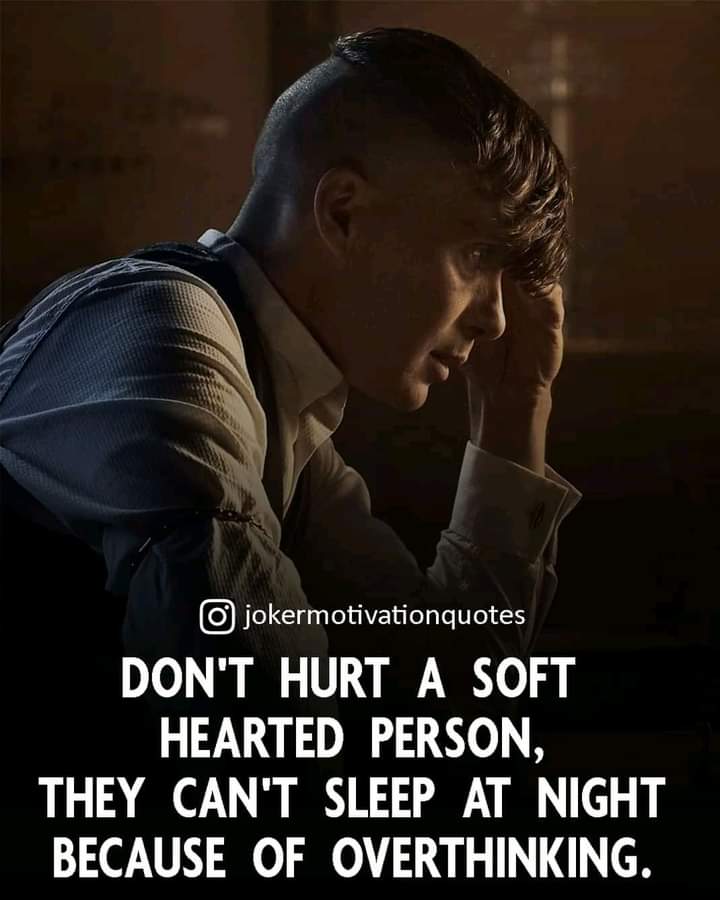 jokermotivationquotes
DON'T HURT A SOFT
HEARTED PERSON,
THEY CAN'T SLEEP AT NIGHT
BECAUSE OF OVERTHINKING.